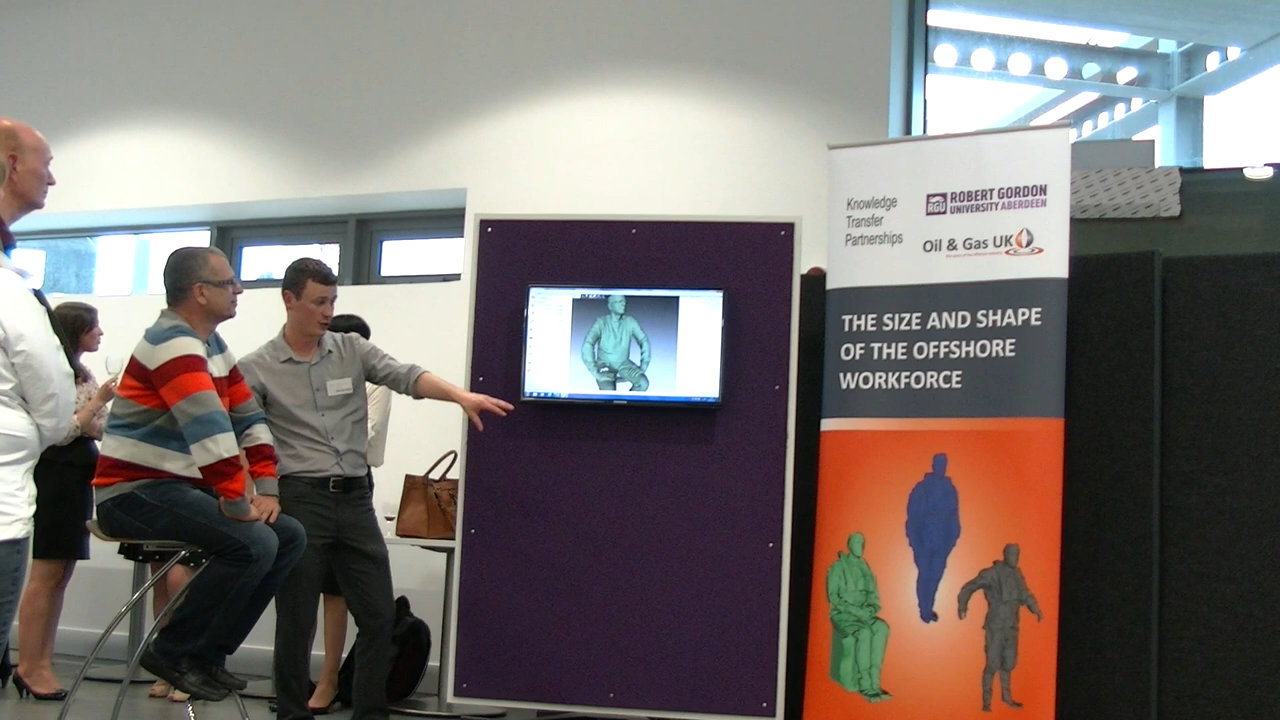 Knowledge
Transfer
Partnerships
RGU
ROBERT GORDON
UNIVERSITY ABERDEEN
Oil & Gas UK
THE SIZE AND SHAPE
OF THE OFFSHORE
WORKFORCE